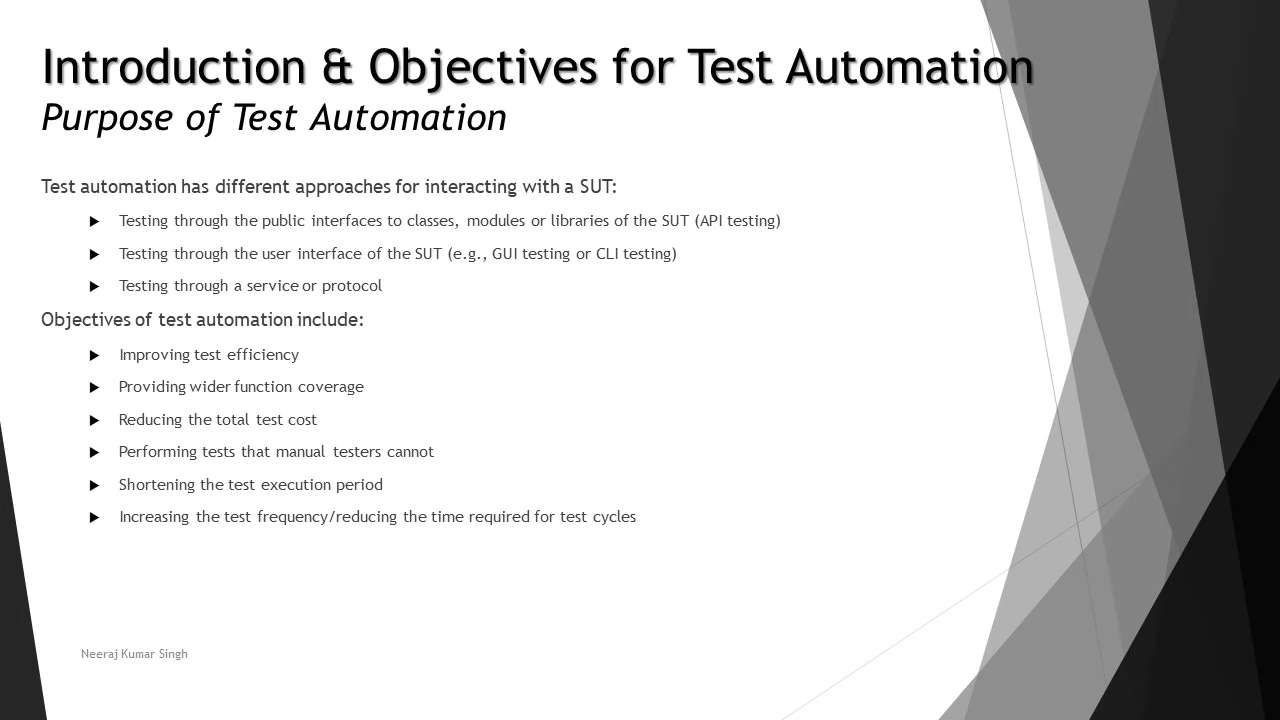 Introduction & Objectives for Test Automation
Purpose of Test Automation
Test automation has different approaches for interacting with a SUT:
Testing through the public interfaces to classes, modules or libraries of the SUT (API testing)
Testing through the user interface of the SUT (e.g., GUI testing or CLI testing)
Testing through a service or protocol
Objectives of test automation include:
Improving test efficiency
Providing wider function coverage
Reducing the total test cost
Performing tests that manual testers cannot
Shortening the test execution period
Increasing the test frequency/reducing the time required for test cycles
Neeraj Kumar Singh